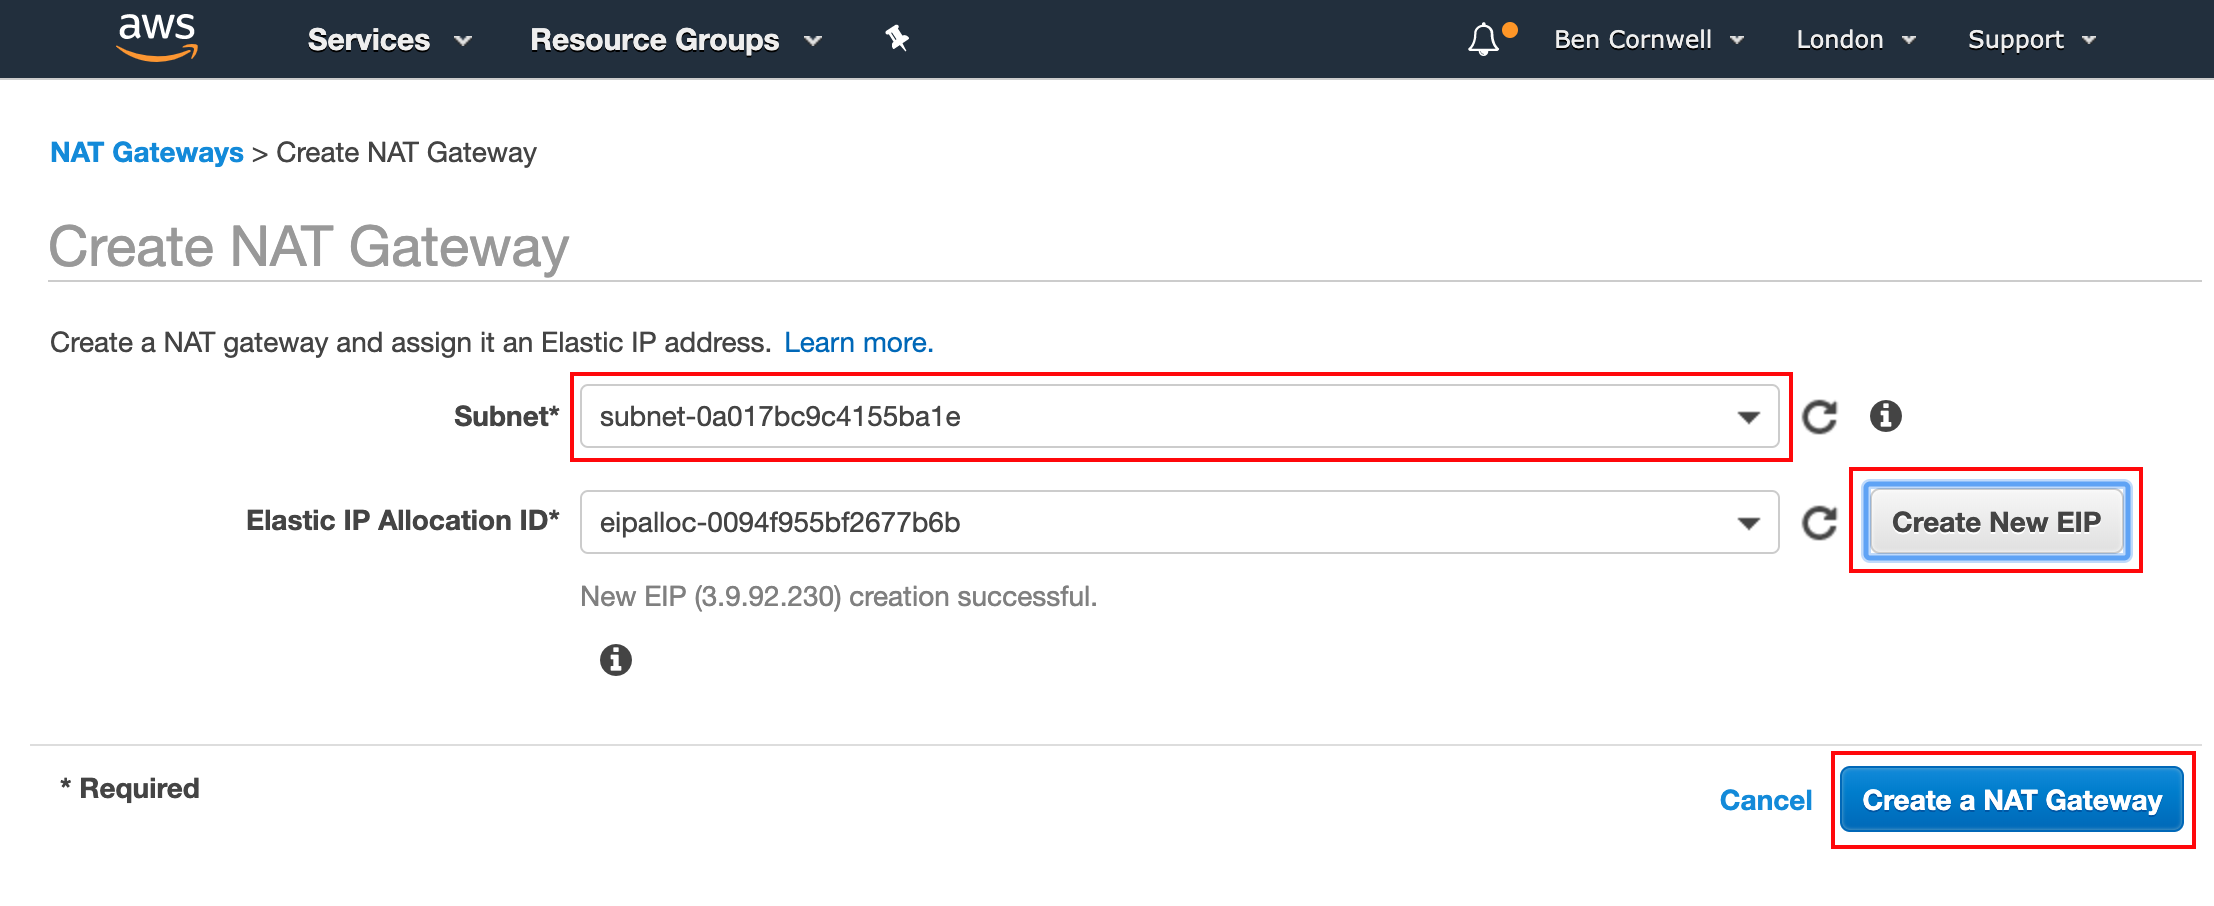 aws Services Resource Groups Ben Cornwell London Support
NAT Gateways > Create NAT Gateway
Create NAT Gateway
Create a NAT gateway and assign it an Elastic IP address. Learn more.
Subnet* subnet-0a017bc9c4155ba1e
Elastic IP Allocation ID* eipalloc-0094f955bf2677b6b Create New EIP
New EIP (3.9.92.230) creation successful.
* Required
Cancel Create a NAT Gateway